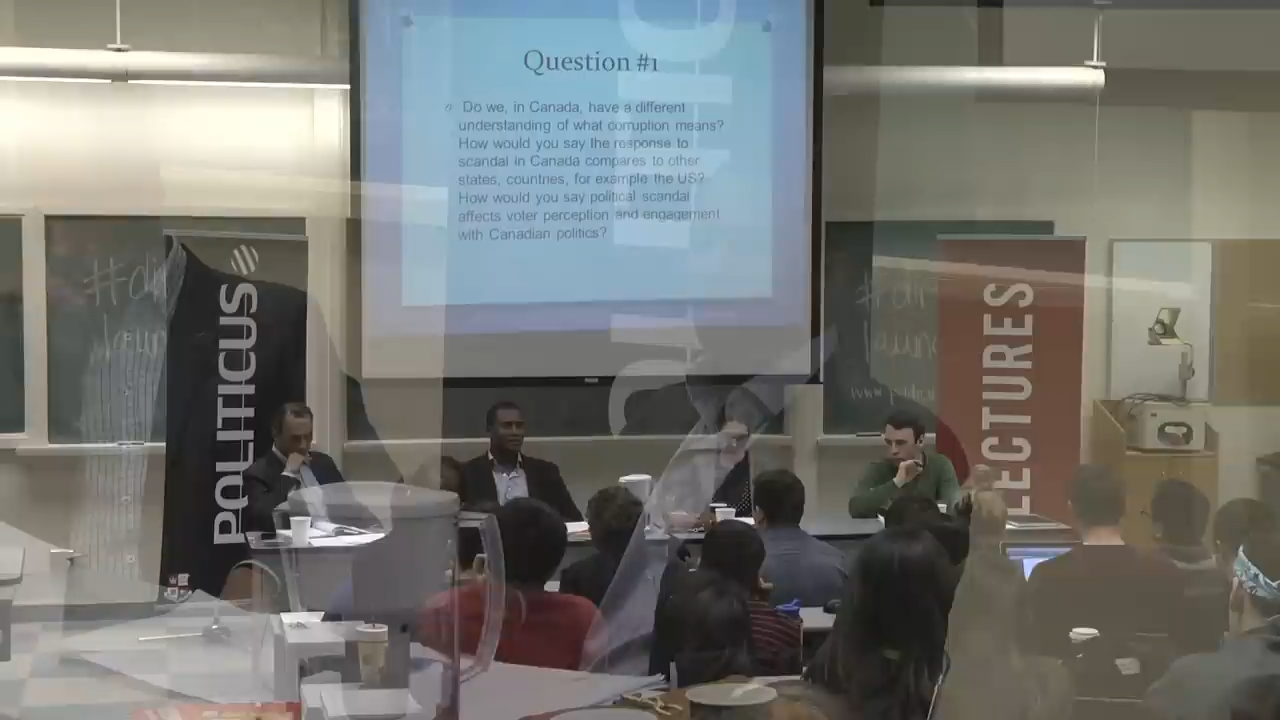 Question #1
Do we, in Canada, have a different
understanding of what corruption means?
How would you say the response to
scandal in Canada compares to other
states, countries, for example the US?
How would you say political scandal
affects voter perception and engagement
with Canadian politics?
POLITICUS
LECTURES